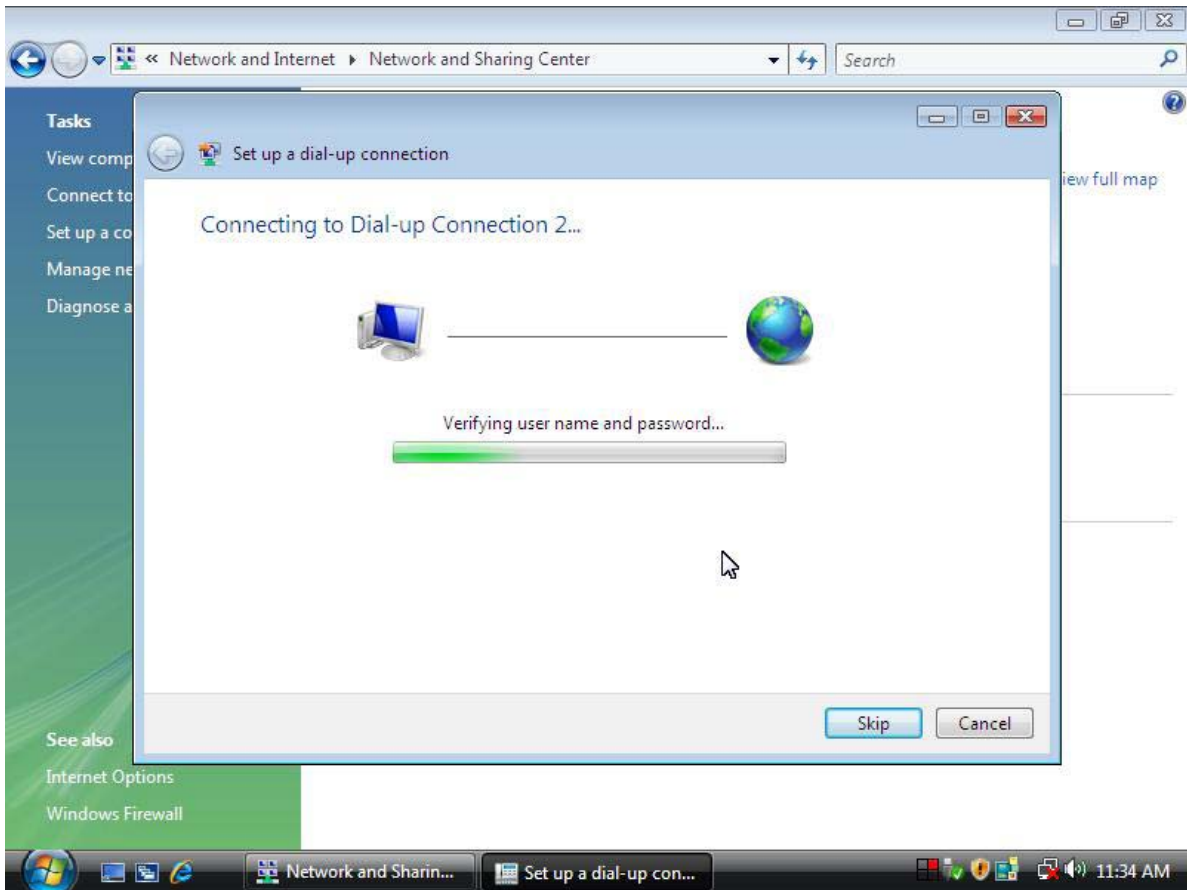 « Network and Internet ▸ Network and Sharing Center
Search
Tasks
View comp
Connect to
Set up a co
Manage ne
Diagnose a
See also
Internet Options
Windows Firewall
iew full map
Set up a dial-up connection
Connecting to Dial-up Connection 2...
Verifying user name and password...
Skip
Cancel
Network and Sharin...
Set up a dial-up con...
11:34 AM